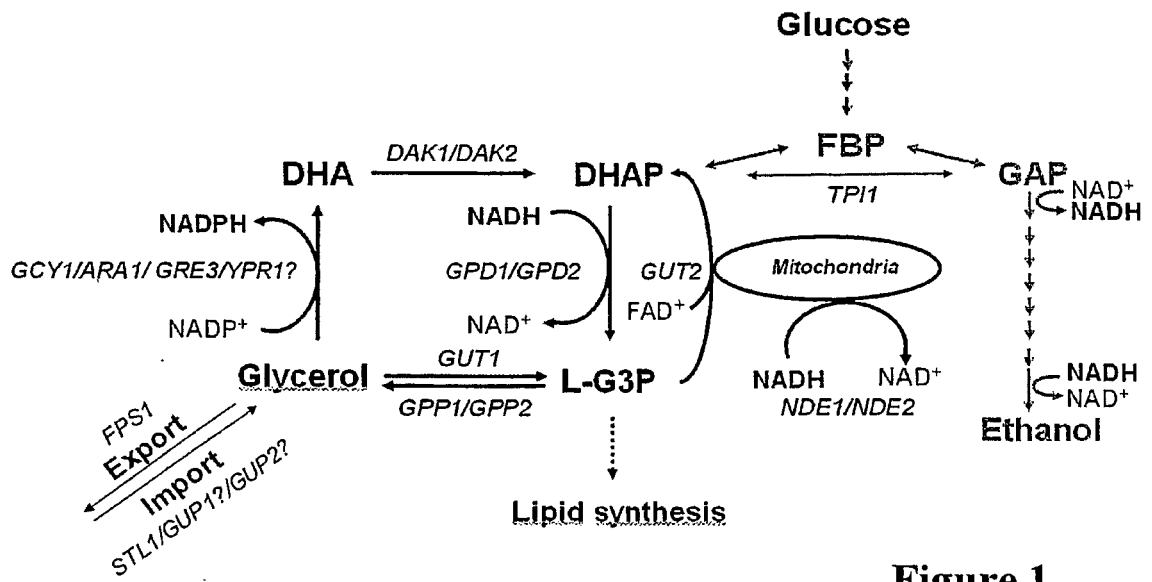 Glucose
FBP
DAK1/DAK2
DHA
DHAP
GAP
TPI1
NAD+
NADH
NADPH
NADH
GCY1/ARA1/ GRE3/YPR1?
GPD1/GPD2
GUT2
Mitochondria
FAD+
NADP+
NAD+
GUT1
Glycerol
L-G3P
NADH
NAD+
NADH
NAD+
GPP1/GPP2
NDE1/NDE2
FPS1
Export
Import
STL1/GUP1?/GUP2?
Ethanol
Lipid synthesis
Figure 1